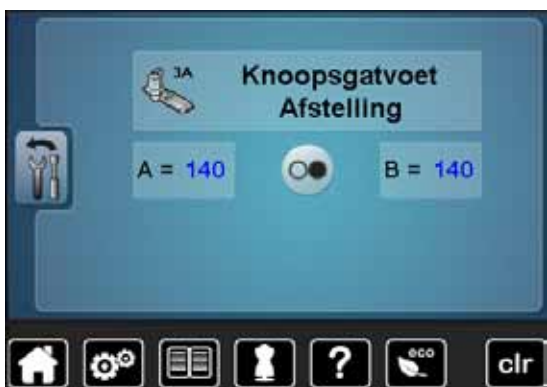 3A
Knoopsgatvoet
Afstelling
A = 140
B = 140
?
eco
clr